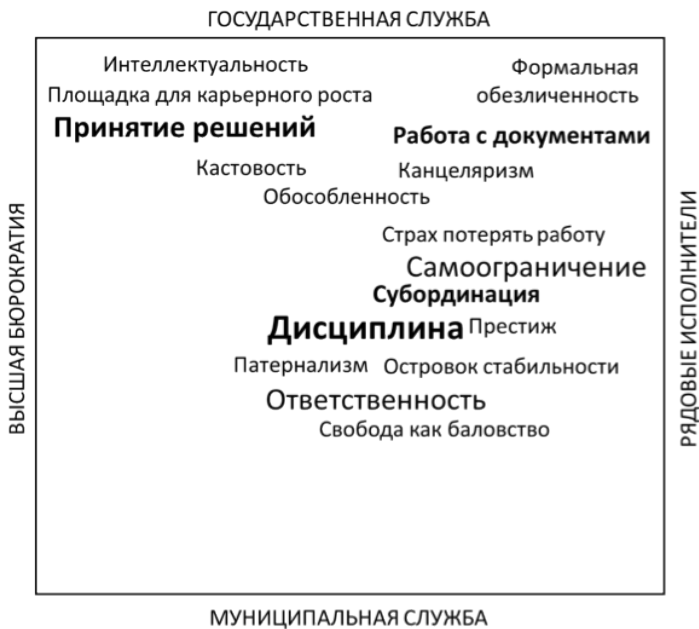 ГОСУДАРСТВЕННАЯ СЛУЖБА
Интеллектуальность
Формальная
Площадка для карьерного роста
обезличенность
Принятие решений
Работа с документами
Кастовость
Канцеляризм
Обособленность
Страх потерять работу
Самоограничение
Субординация
Дисциплина
Престиж
Патернализм
Островок стабильности
Ответственность
Свобода как баловство
ВЫСШАЯ БЮРОКРАТИЯ
РЯДОВЫЕ ИСПОЛНИТЕЛИ
МУНИЦИПАЛЬНАЯ СЛУЖБА